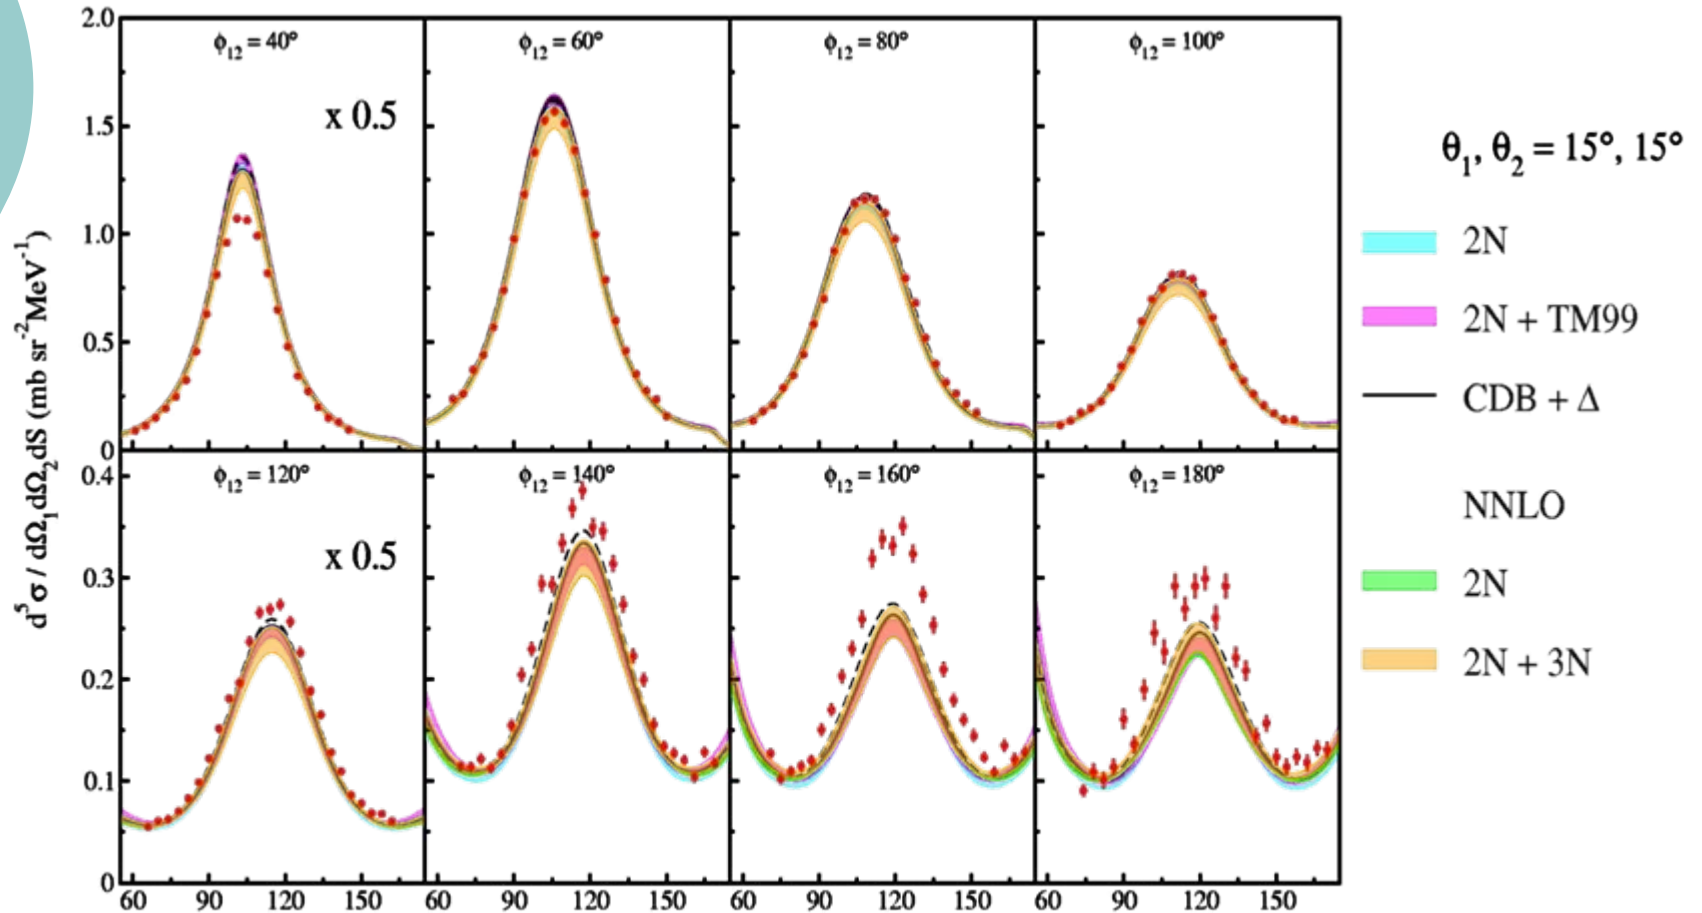 d⁵σ / dΩ₁dΩ₂dS (mb sr⁻²MeV⁻¹)
2.0
1.5
1.0
0.5
0
ϕ₁₂ = 40°
x 0.5
ϕ₁₂ = 60°
ϕ₁₂ = 80°
ϕ₁₂ = 100°
0.4
0.3
0.2
0.1
0
ϕ₁₂ = 120°
x 0.5
ϕ₁₂ = 140°
ϕ₁₂ = 160°
ϕ₁₂ = 180°
60 90 120 150 60 90 120 150 60 90 120 150 60 90 120 150
θ₁, θ₂ = 15°, 15°
2N
2N + TM99
CDB + Δ
NNLO
2N
2N + 3N